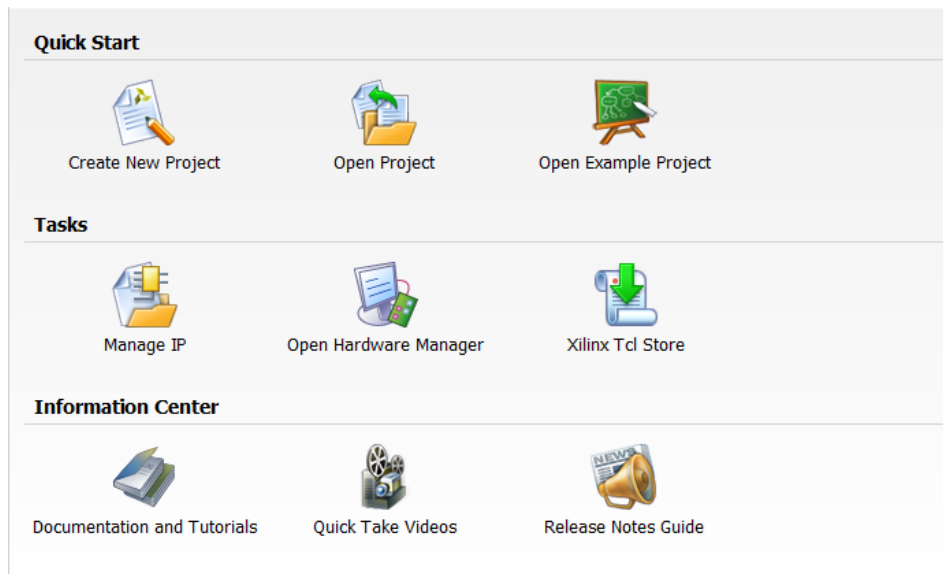 Quick Start
Create New Project
Open Project
Open Example Project
Tasks
Manage IP
Open Hardware Manager
Xilinx Tcl Store
Information Center
NEWS
Documentation and Tutorials
Quick Take Videos
Release Notes Guide